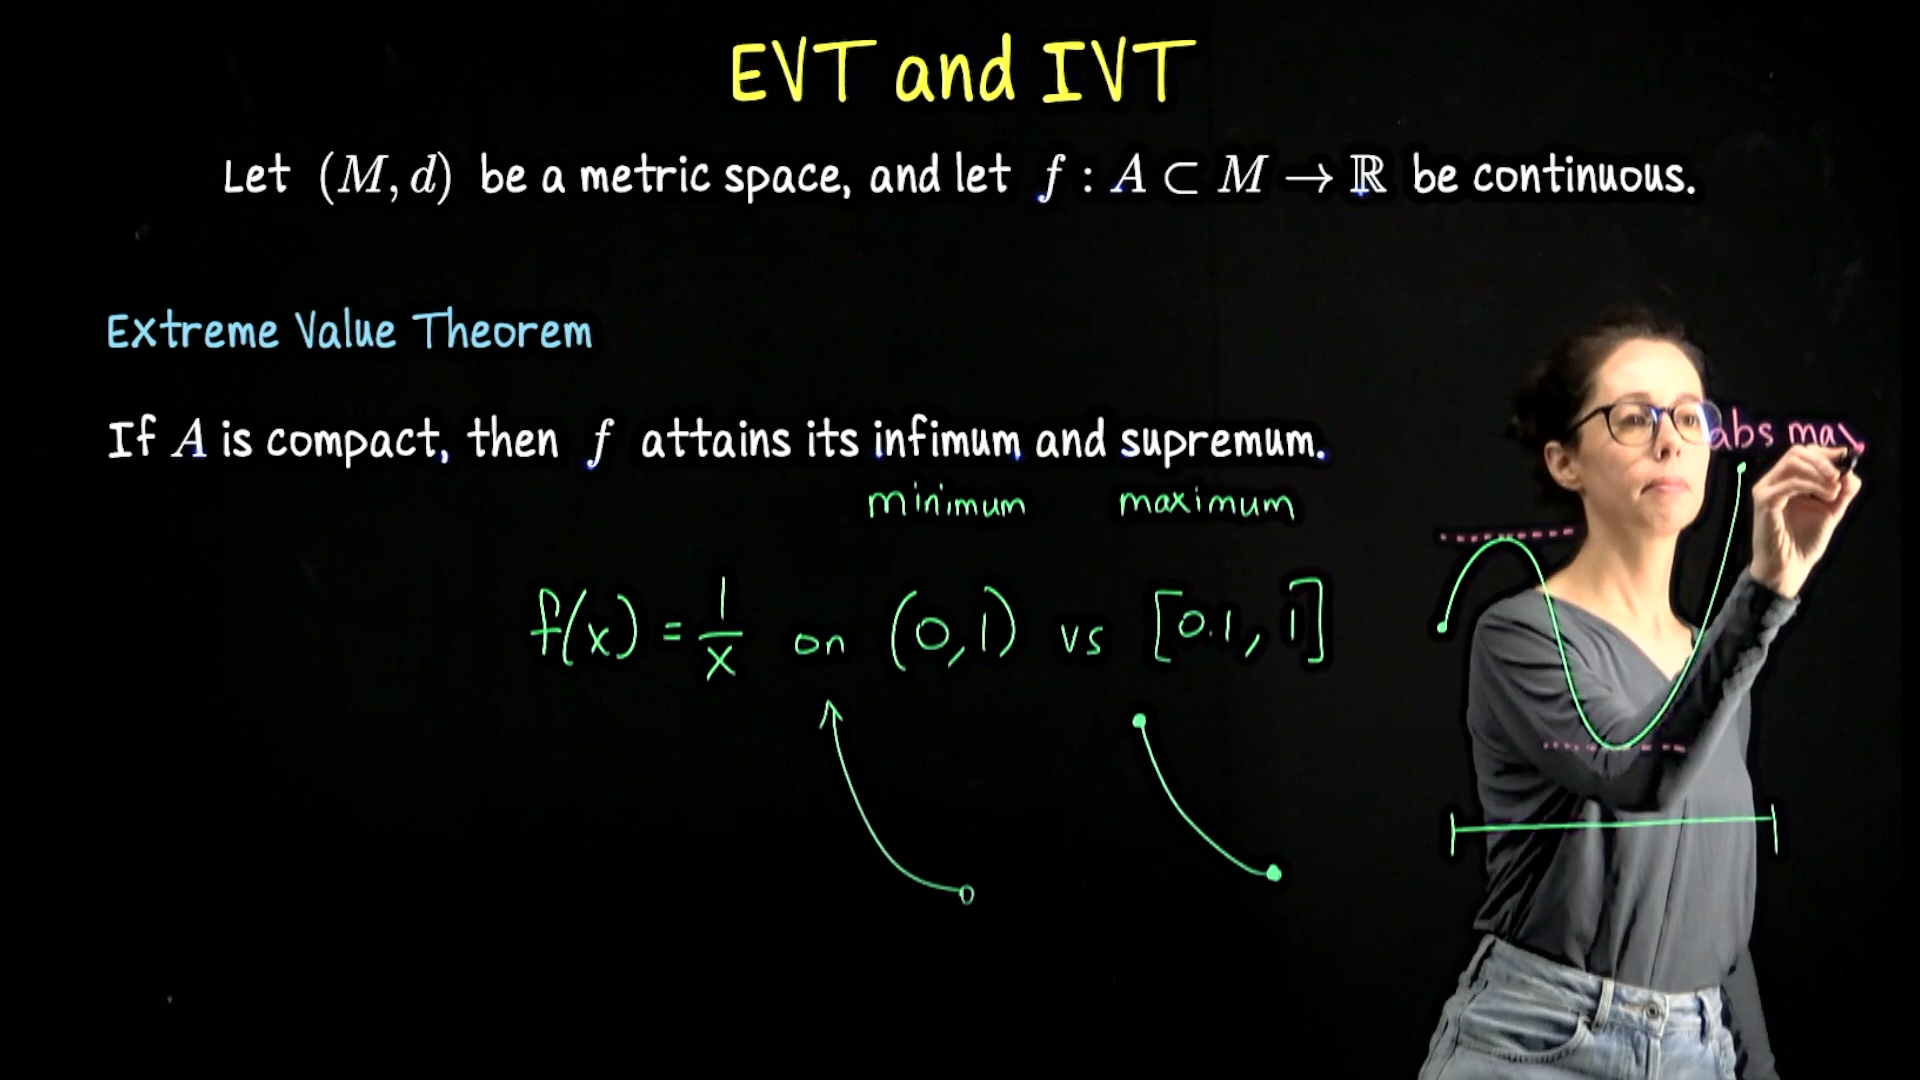 EVT and IVT
Let (M, d) be a metric space, and let f : A ⊂ M → ℝ be continuous.
Extreme Value Theorem
If A is compact, then f attains its infimum and supremum.
abs max
minimum maximum
f(x) = 1/x on (0,1) vs [0.1, 1]